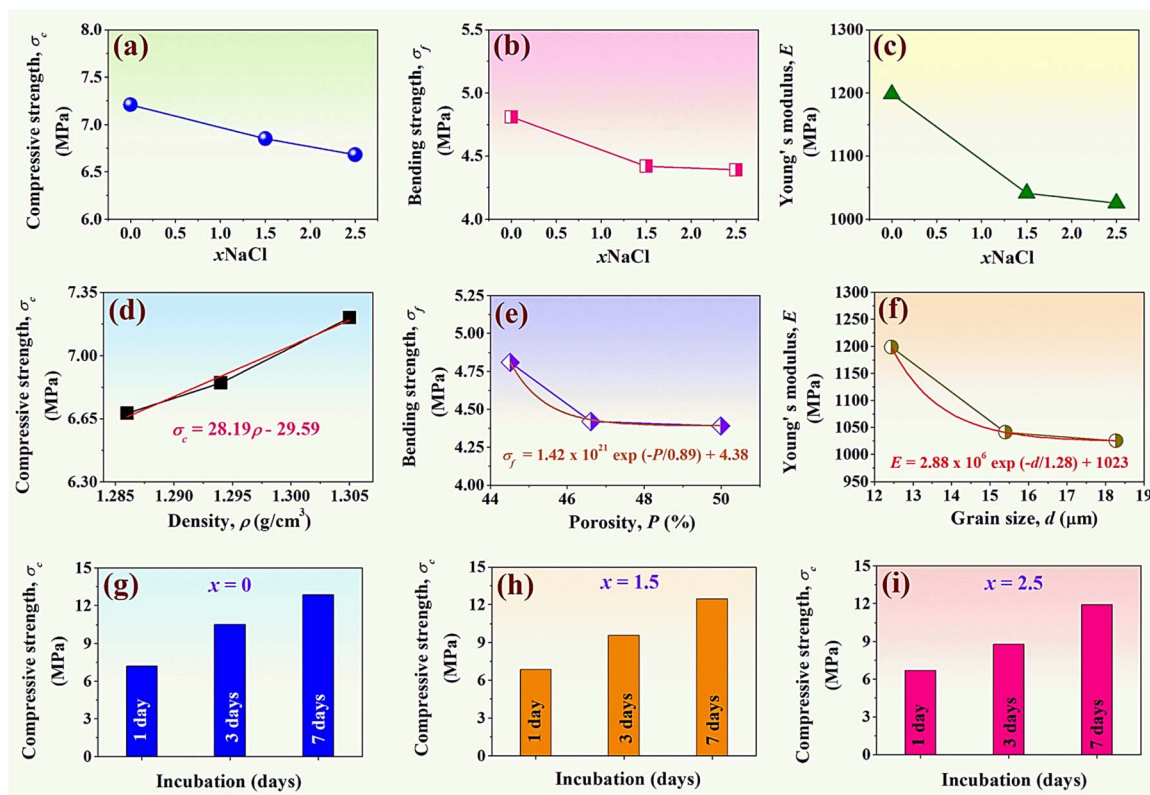 (a)
Compressive strength, σc
(MPa)
8.0
7.5
7.0
6.5
6.0
0.0 0.5 1.0 1.5 2.0 2.5
xNaCl
(b)
Bending strength, σf
(MPa)
5.5
5.0
4.5
4.0
0.0 0.5 1.0 1.5 2.0 2.5
xNaCl
(c)
Young' s modulus, E
(MPa)
1300
1200
1100
1000
0.0 0.5 1.0 1.5 2.0 2.5
xNaCl
(d)
Compressive strength, σc
(MPa)
7.35
7.00
6.65
6.30
σc = 28.19ρ - 29.59
1.285 1.290 1.295 1.300 1.305
Density, ρ (g/cm³)
(e)
Bending strength, σf
(MPa)
5.25
5.00
4.75
4.50
4.25
4.00
σf = 1.42 x 10²¹ exp (-P/0.89) + 4.38
44 46 48 50
Porosity, P (%)
(f)
Young' s modulus, E
(MPa)
1300
1250
1200
1150
1100
1050
1000
950
E = 2.88 x 10⁶ exp (-d/1.28) + 1023
12 13 14 15 16 17 18 19
Grain size, d (μm)
(g)
x = 0
Compressive strength, σc
(MPa)
15
12
9
6
3
0
1 day
3 days
7 days
Incubation (days)
(h)
x = 1.5
Compressive strength, σc
(MPa)
15
12
9
6
3
0
1 day
3 days
7 days
Incubation (days)
(i)
x = 2.5
Compressive strength, σc
(MPa)
15
12
9
6
3
0
1 day
3 days
7 days
Incubation (days)